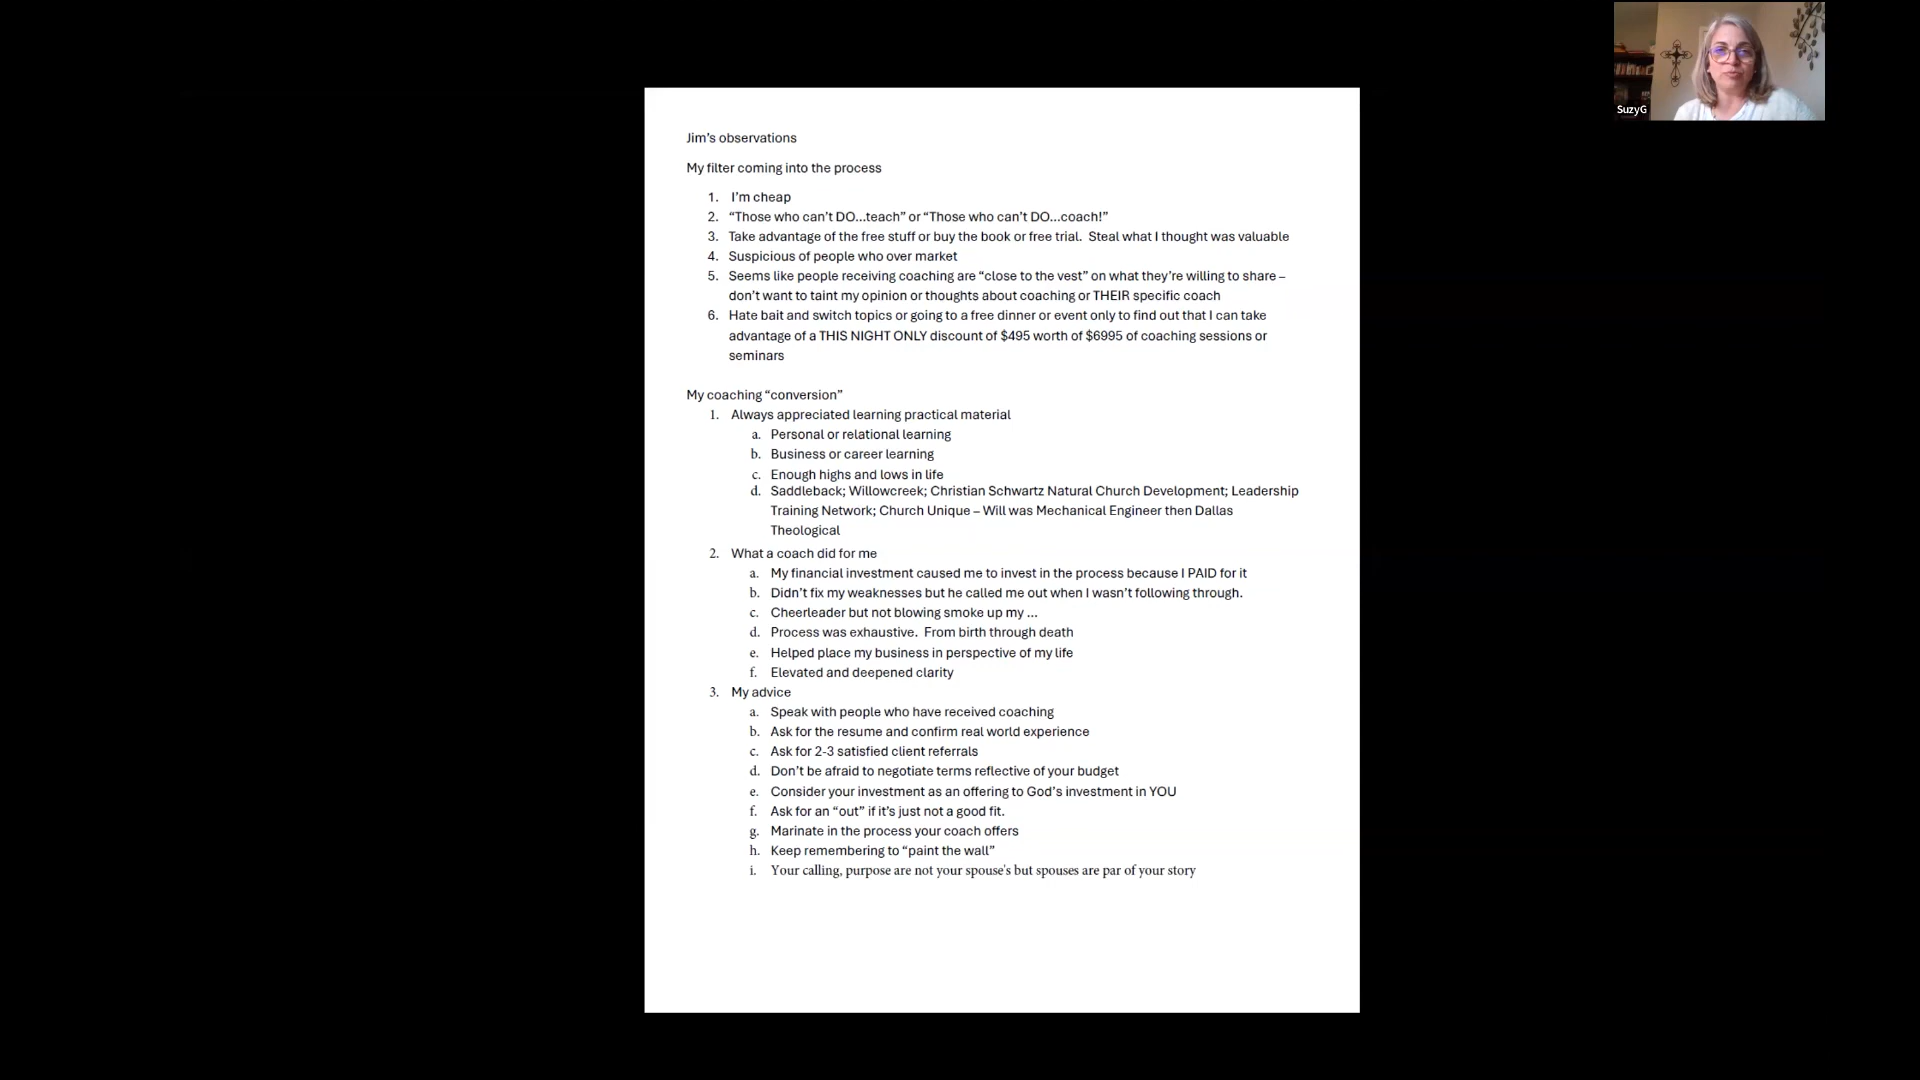 SuzyG
Jim’s observations
My filter coming into the process
1. I’m cheap
2. “Those who can’t DO…teach” or “Those who can’t DO…coach!”
3. Take advantage of the free stuff or buy the book or free trial.  Steal what I thought was valuable
4. Suspicious of people who over market
5. Seems like people receiving coaching are “close to the vest” on what they’re willing to share –
don’t want to taint my opinion or thoughts about coaching or THEIR specific coach
6. Hate bait and switch topics or going to a free dinner or event only to find out that I can take
advantage of a THIS NIGHT ONLY discount of $495 worth of $6995 of coaching sessions or
seminars
My coaching “conversion”
1. Always appreciated learning practical material
a. Personal or relational learning
b. Business or career learning
c. Enough highs and lows in life
d. Saddleback; Willowcreek; Christian Schwartz Natural Church Development; Leadership
Training Network; Church Unique – Will was Mechanical Engineer then Dallas
Theological
2. What a coach did for me
a. My financial investment caused me to invest in the process because I PAID for it
b. Didn’t fix my weaknesses but he called me out when I wasn’t following through.
c. Cheerleader but not blowing smoke up my …
d. Process was exhaustive.  From birth through death
e. Helped place my business in perspective of my life
f. Elevated and deepened clarity
3. My advice
a. Speak with people who have received coaching
b. Ask for the resume and confirm real world experience
c. Ask for 2-3 satisfied client referrals
d. Don’t be afraid to negotiate terms reflective of your budget
e. Consider your investment as an offering to God’s investment in YOU
f. Ask for an “out” if it’s just not a good fit.
g. Marinate in the process your coach offers
h. Keep remembering to “paint the wall”
i. Your calling, purpose are not your spouse's but spouses are par of your story